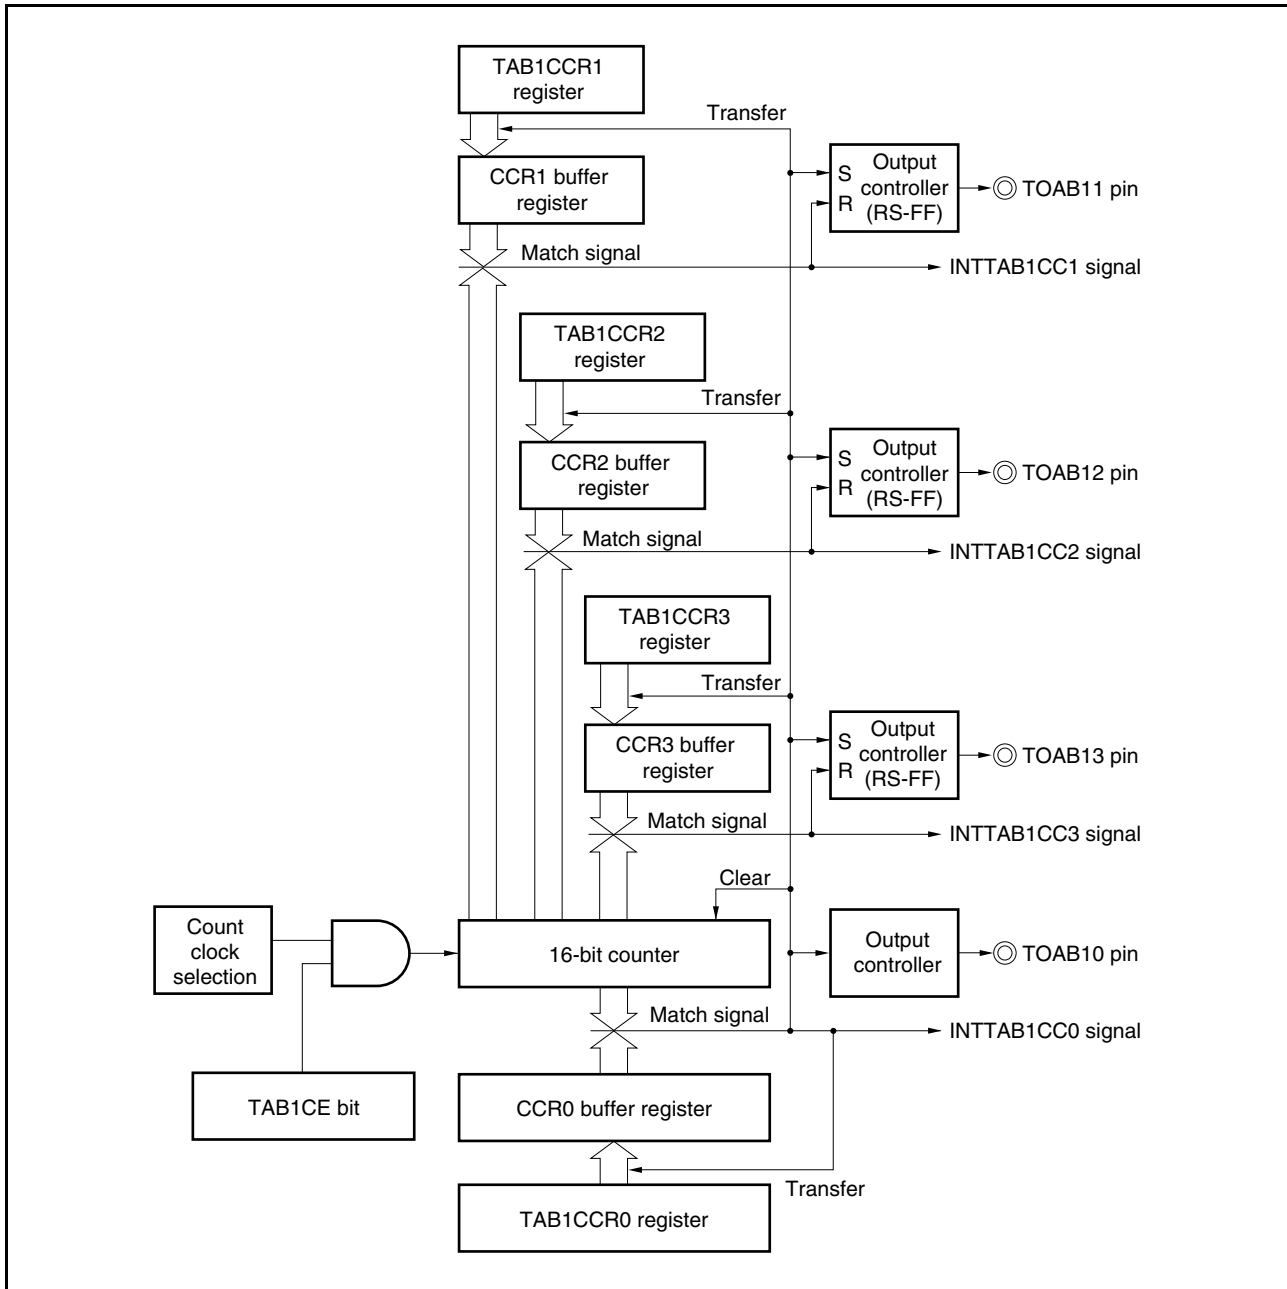 TAB1CCR1
register
Transfer
CCR1 buffer
register
S
R
Output
controller
(RS-FF)
TOAB11 pin
Match signal
INTTAB1CC1 signal
TAB1CCR2
register
Transfer
CCR2 buffer
register
S
R
Output
controller
(RS-FF)
TOAB12 pin
Match signal
INTTAB1CC2 signal
TAB1CCR3
register
Transfer
CCR3 buffer
register
S
R
Output
controller
(RS-FF)
TOAB13 pin
Match signal
INTTAB1CC3 signal
Clear
Count
clock
selection
16-bit counter
Output
controller
TOAB10 pin
Match signal
INTTAB1CC0 signal
TAB1CE bit
CCR0 buffer register
Transfer
TAB1CCR0 register